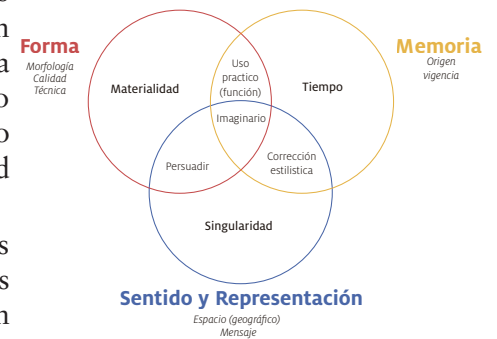 Forma
Morfología
Calidad
Técnica
Memoria
Origen
vigencia
Materialidad
Uso
practico
(función)
Tiempo
Imaginario
Persuadir
Corrección
estilistica
Singularidad
Sentido y Representación
Espacio (geográfico)
Mensaje